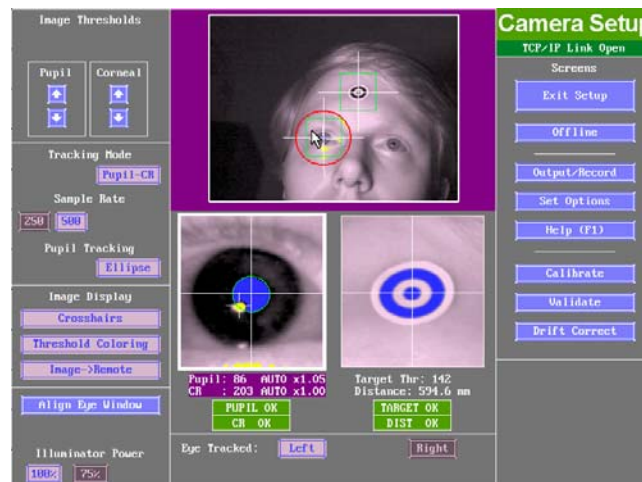 Image Thresholds
Pupil
Corneal
Tracking Mode
Pupil-CR
Sample Rate
250 500
Pupil Tracking
Ellipse
Image Display
Crosshairs
Threshold Coloring
Image->Remote
Align Eye Window
Illuminator Power
100% 75%
Pupil: 86 AUTO x1.05
CR : 203 AUTO x1.00
PUPIL OK
CR OK
Target Thr: 142
Distance: 594.6 mm
TARGET OK
DIST OK
Eye Tracked: Left Right
Camera Setup
TCP/IP Link Open
Screens
Exit Setup
Offline
Output/Record
Set Options
Help (F1)
Calibrate
Validate
Drift Correct